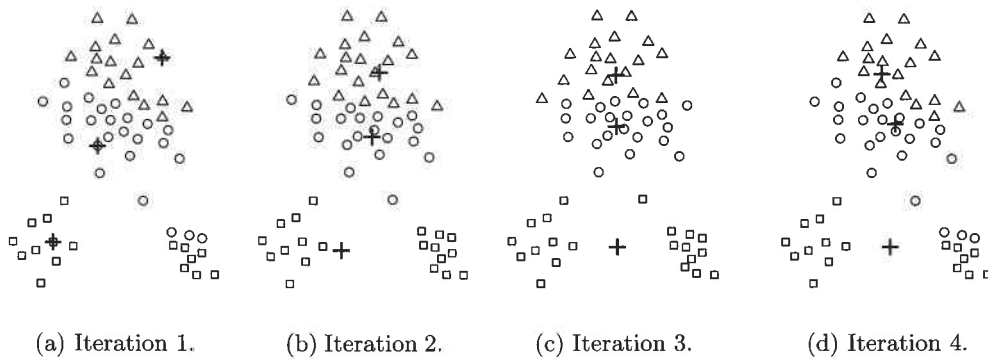 (a) Iteration 1.
(b) Iteration 2.
(c) Iteration 3.
(d) Iteration 4.